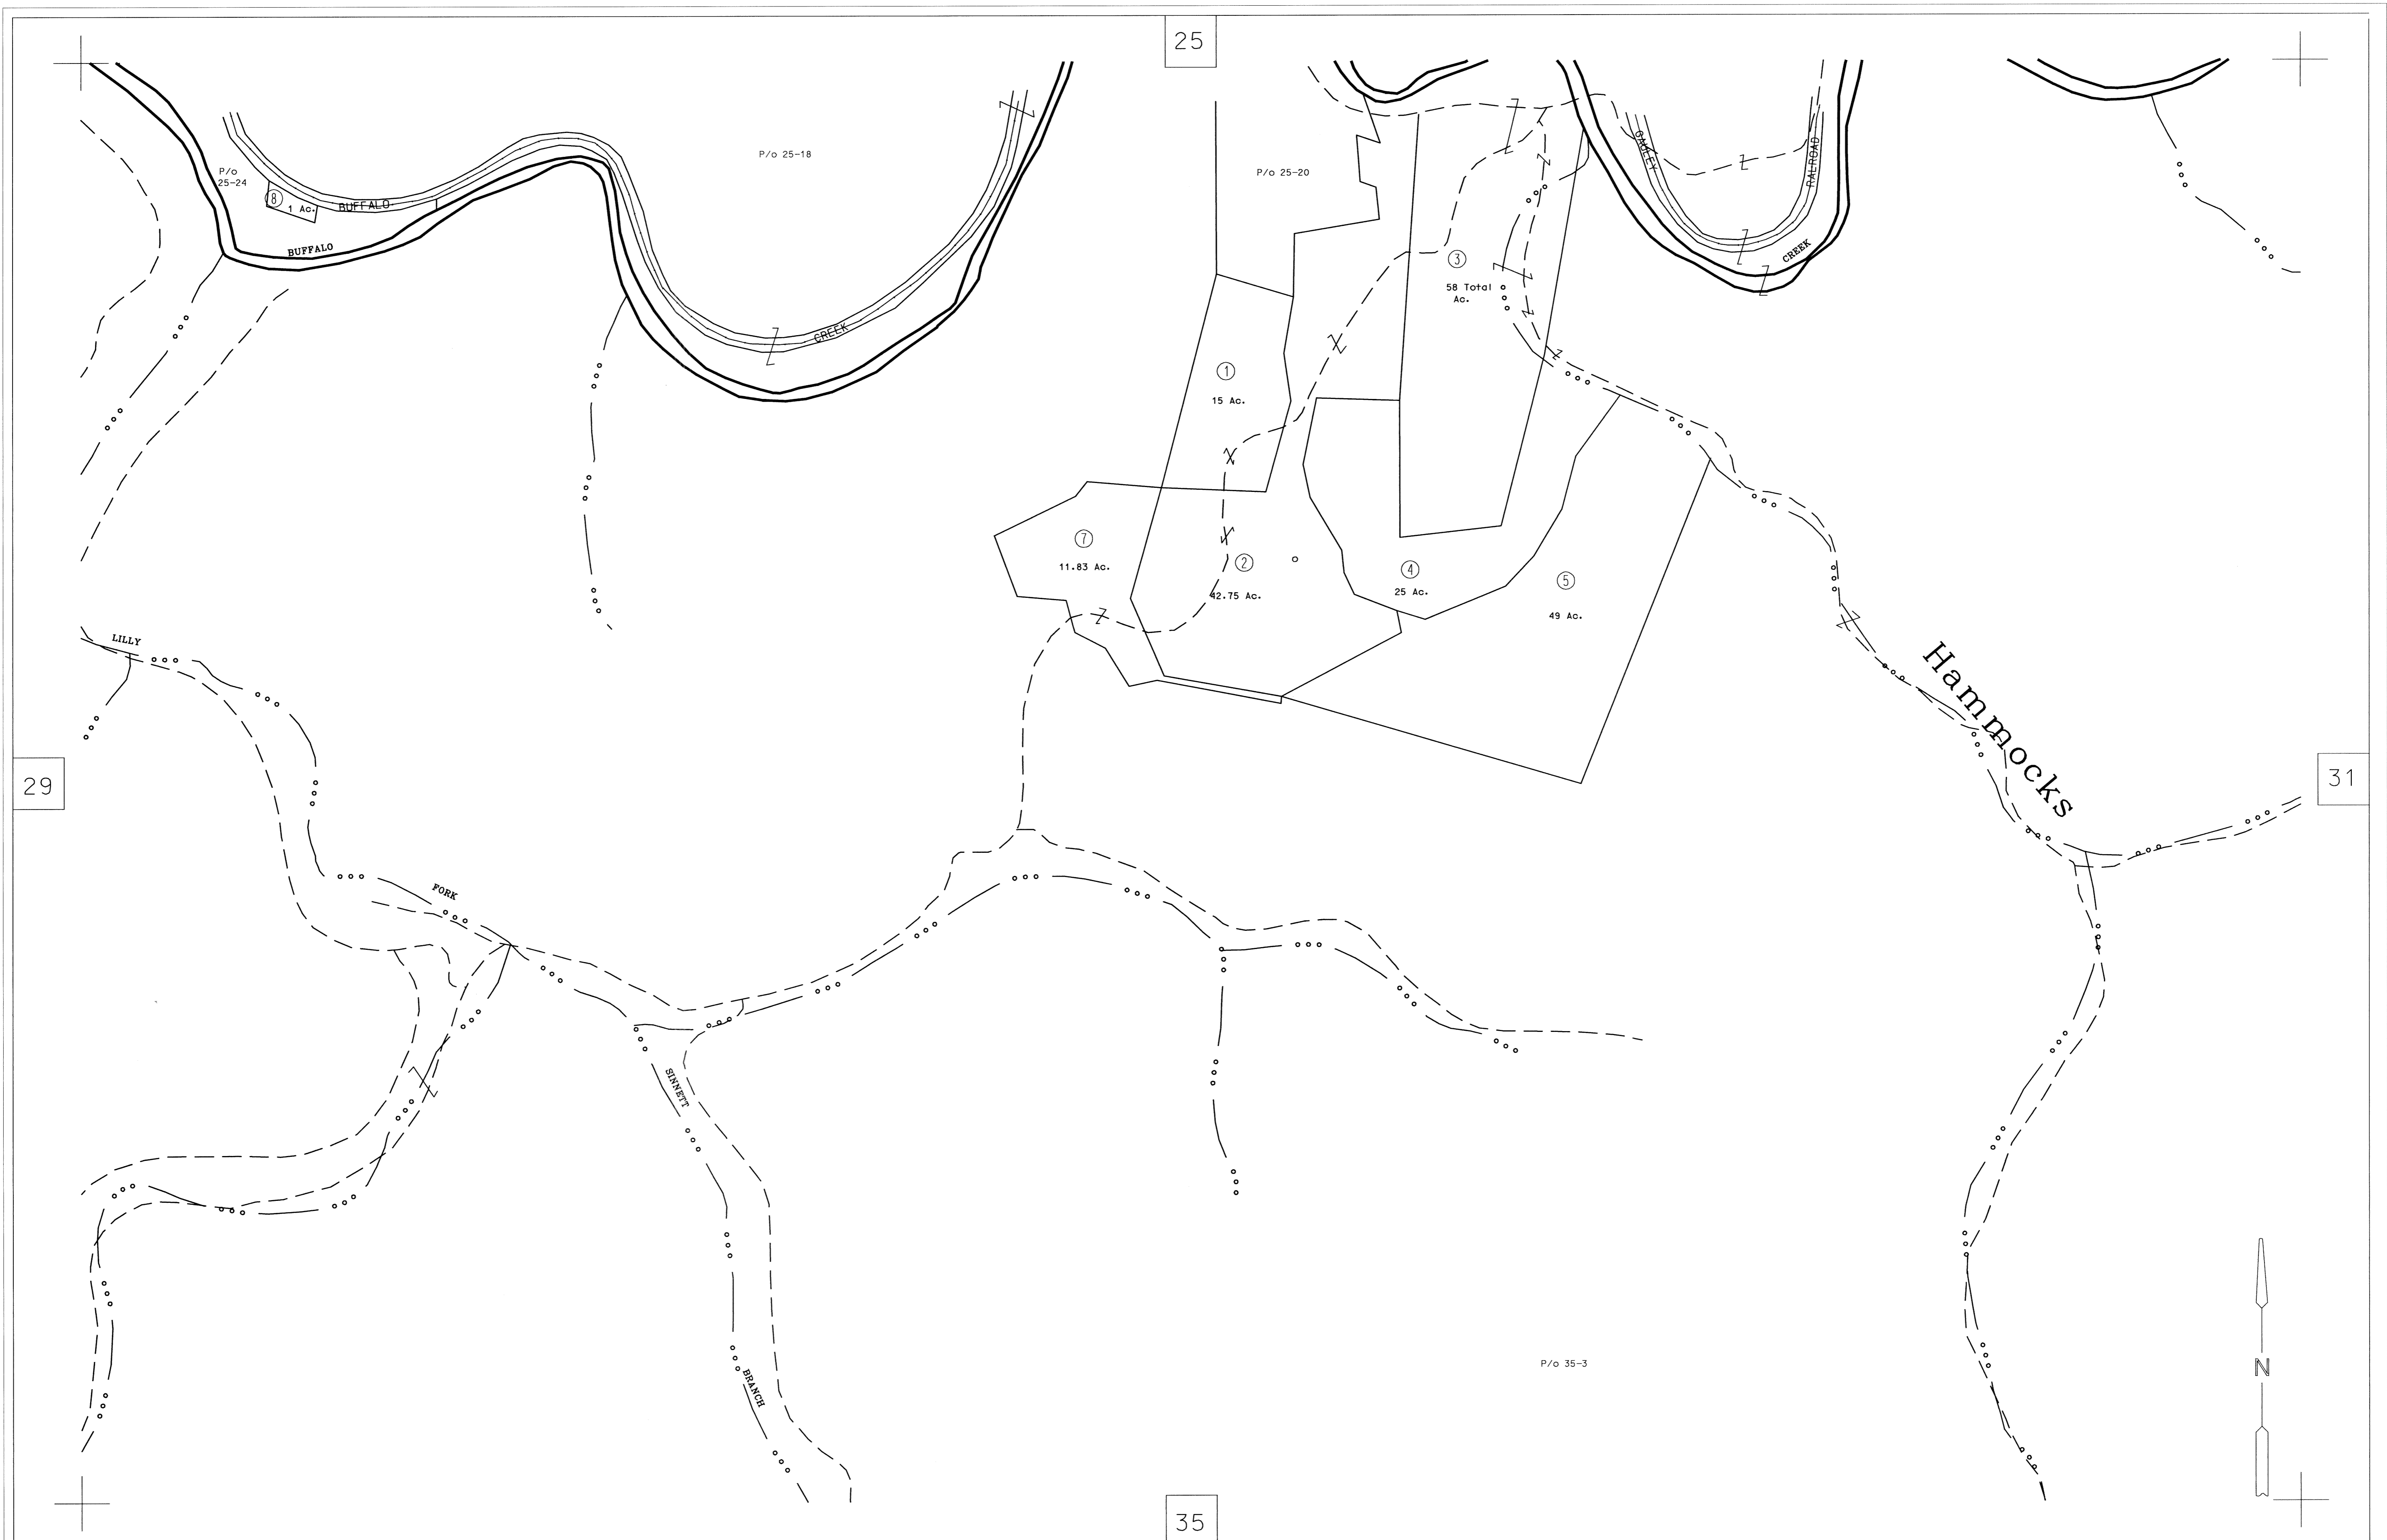 25
P/o 25-18
P/o
25-24
8
1 Ac.
BUFFALO
BUFFALO
CREEK
P/o 25-20
GAULEY
RALROAD
CREEK
3
58 Total
Ac.
1
15 Ac.
7
11.83 Ac.
2
42.75 Ac.
4
25 Ac.
5
49 Ac.
LILLY
Hammocks
29
31
FORK
SINNETT
BRANCH
P/o 35-3
N
35